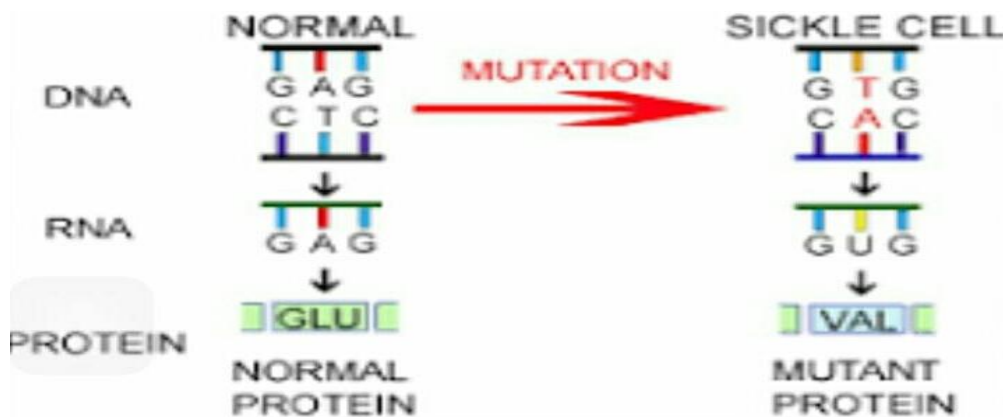 NORMAL
SICKLE CELL
DNA
G A G
C T C
MUTATION
G T G
C A C
RNA
G A G
G U G
PROTEIN
GLU
VAL
NORMAL
PROTEIN
MUTANT
PROTEIN